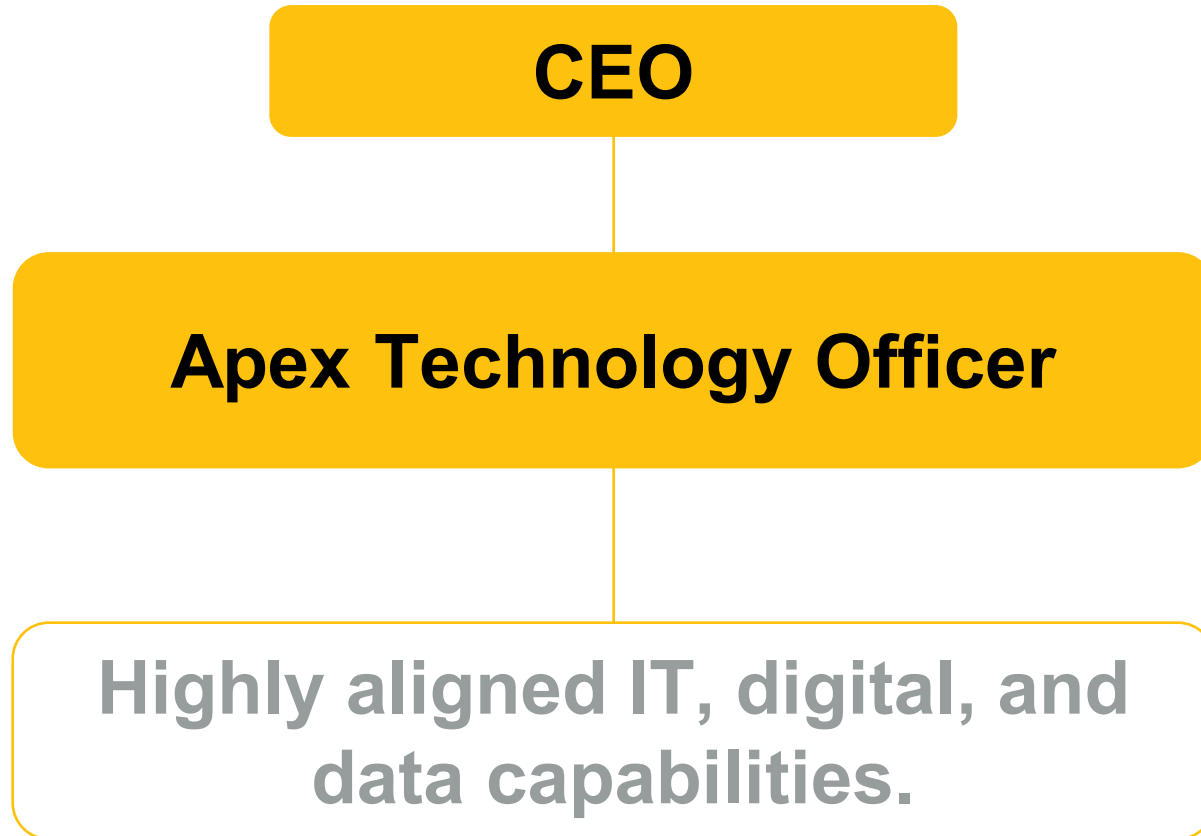 CEO
Apex Technology Officer
Highly aligned IT, digital, and
data capabilities.